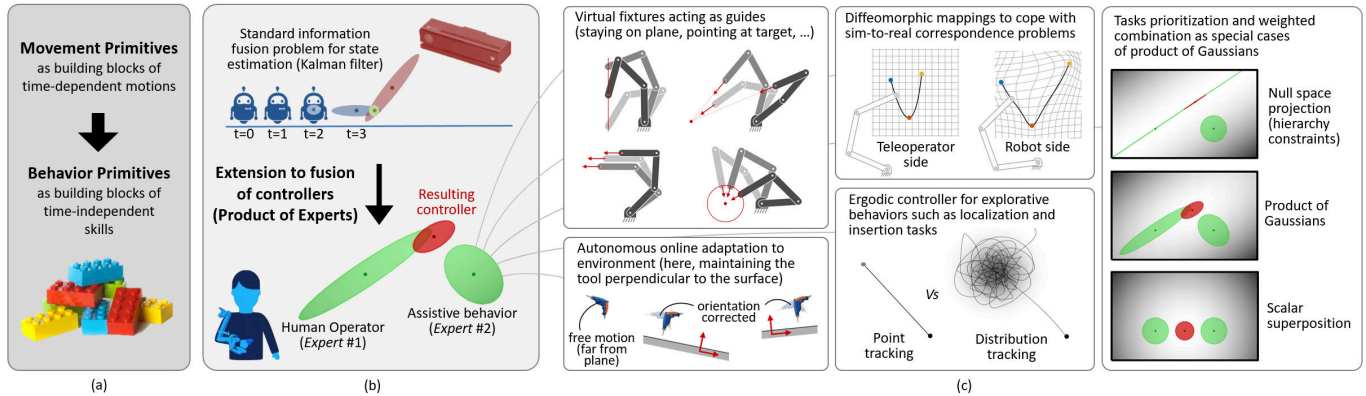 Movement Primitives
as building blocks of
time-dependent motions
Behavior Primitives
as building blocks of
time-independent
skills
(a)
Standard information
fusion problem for state
estimation (Kalman filter)
t=0
t=1
t=2
t=3
Extension to fusion
of controllers
(Product of Experts)
Resulting
controller
Human Operator
(Expert #1)
Assistive behavior
(Expert #2)
(b)
Virtual fixtures acting as guides
(staying on plane, pointing at target, ...)
Autonomous online adaptation to
environment (here, maintaining the
tool perpendicular to the surface)
orientation
corrected
free motion
(far from
plane)
Diffeomorphic mappings to cope with
sim-to-real correspondence problems
Teleoperator
side
Robot side
Ergodic controller for explorative
behaviors such as localization and
insertion tasks
Vs
Point
tracking
Distribution
tracking
(c)
Tasks prioritization and weighted
combination as special cases
of product of Gaussians
Null space
projection
(hierarchy
constraints)
Product of
Gaussians
Scalar
superposition